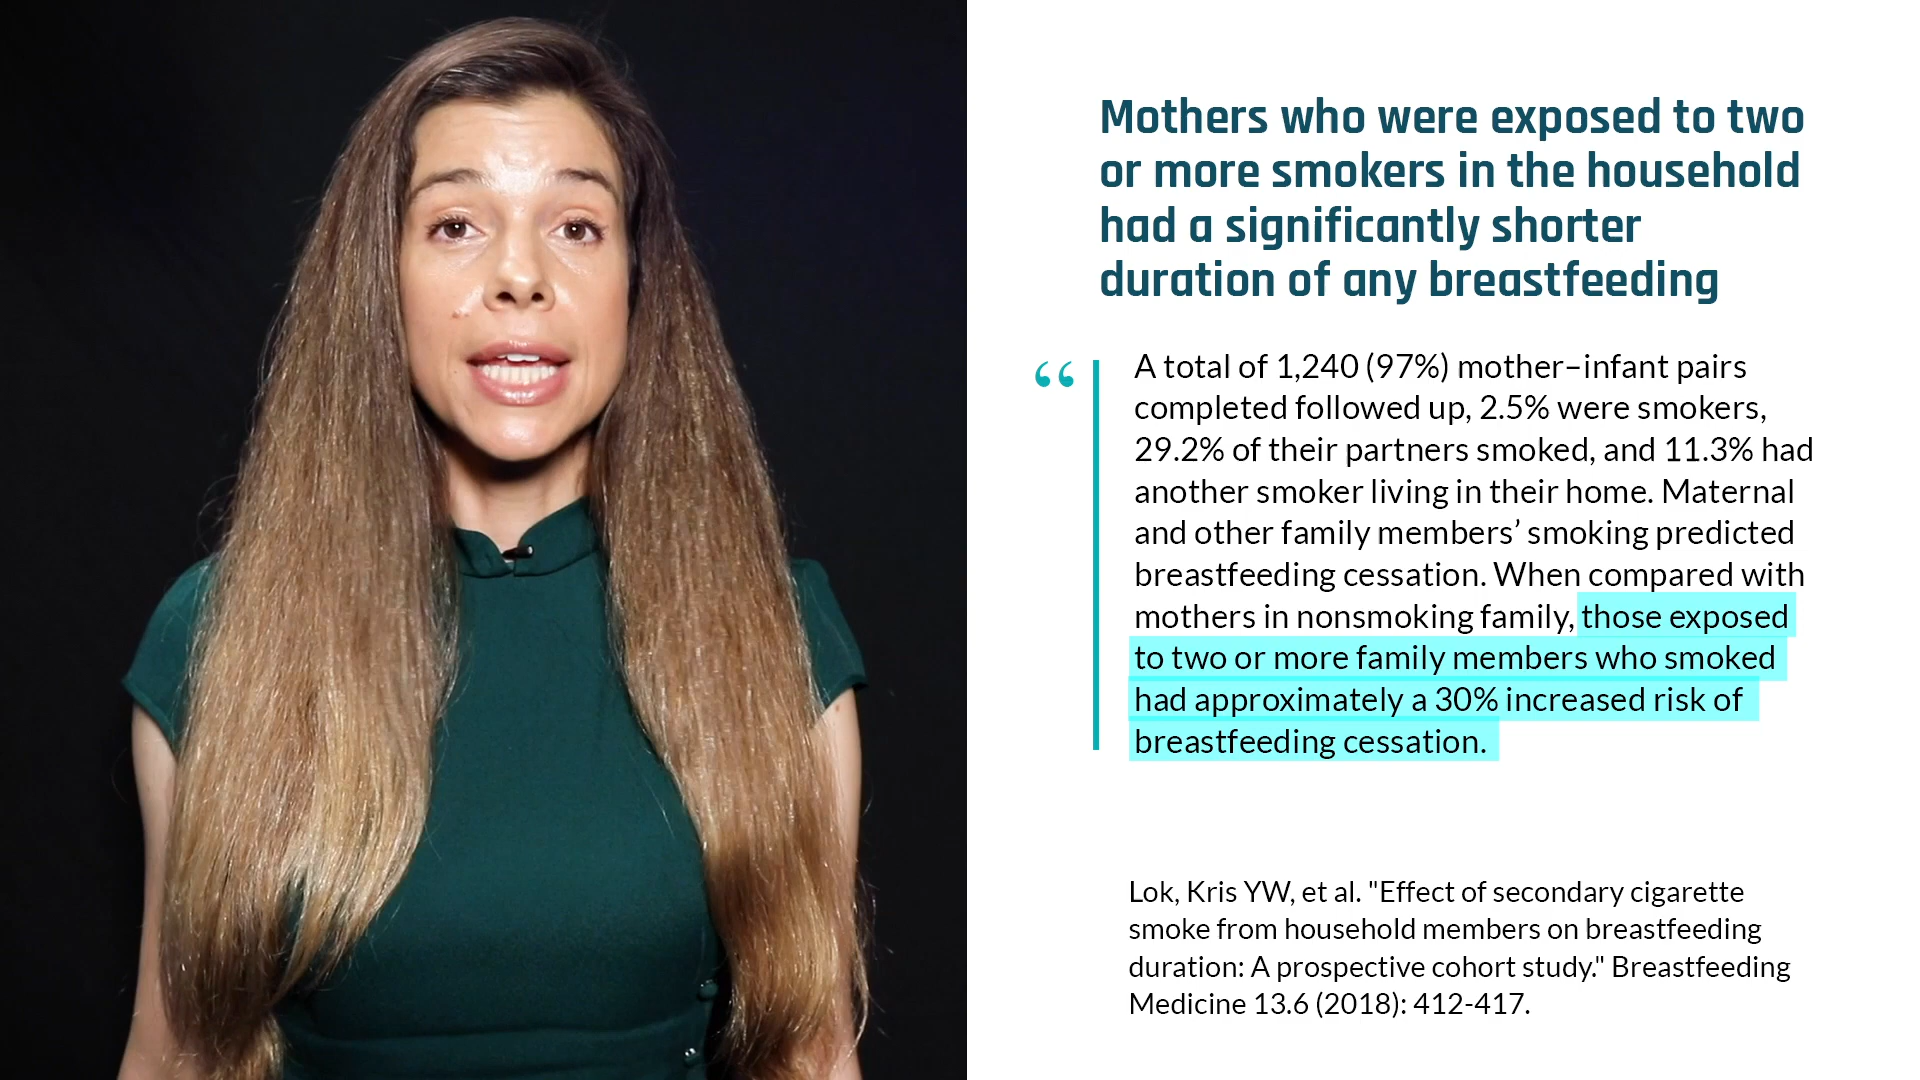 Mothers who were exposed to two
or more smokers in the household
had a significantly shorter
duration of any breastfeeding
“
A total of 1,240 (97%) mother–infant pairs
completed followed up, 2.5% were smokers,
29.2% of their partners smoked, and 11.3% had
another smoker living in their home. Maternal
and other family members’ smoking predicted
breastfeeding cessation. When compared with
mothers in nonsmoking family, those exposed
to two or more family members who smoked
had approximately a 30% increased risk of
breastfeeding cessation.
Lok, Kris YW, et al. "Effect of secondary cigarette
smoke from household members on breastfeeding
duration: A prospective cohort study." Breastfeeding
Medicine 13.6 (2018): 412-417.